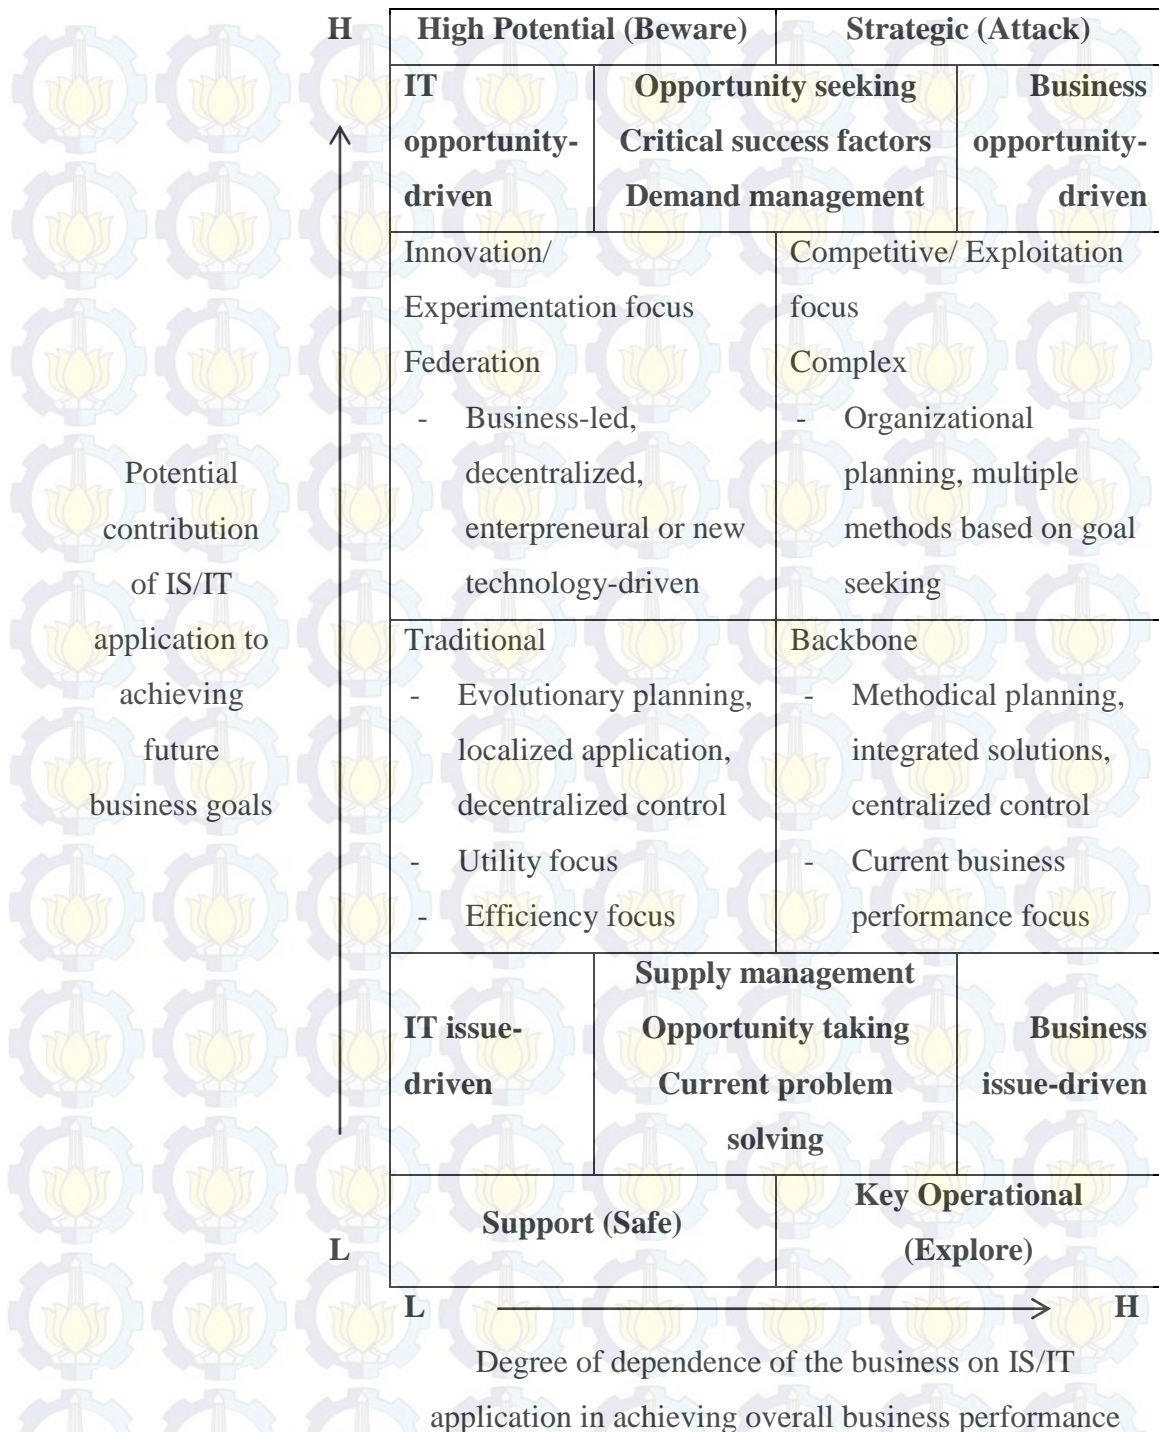 H
High Potential (Beware)
Strategic (Attack)
IT
opportunity-
driven
Opportunity seeking
Critical success factors
Demand management
Business
opportunity-
driven
Innovation/
Experimentation focus
Federation
- Business-led,
decentralized,
enterpreneural or new
technology-driven
Competitive/ Exploitation
focus
Complex
- Organizational
planning, multiple
methods based on goal
seeking
Potential
contribution
of IS/IT
application to
achieving
future
business goals
Traditional
- Evolutionary planning,
localized application,
decentralized control
- Utility focus
- Efficiency focus
Backbone
- Methodical planning,
integrated solutions,
centralized control
- Current business
performance focus
IT issue-
driven
Supply management
Opportunity taking
Current problem
solving
Business
issue-driven
L
Support (Safe)
Key Operational
(Explore)
L
H
Degree of dependence of the business on IS/IT
application in achieving overall business performance